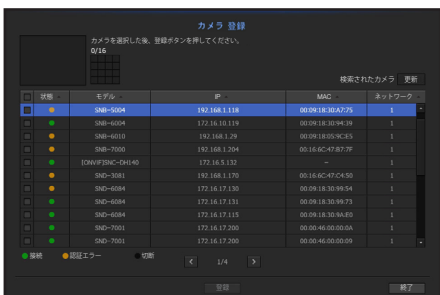 カメラ 登録
カメラを選択した後、登録ボタンを押してください。
0/16
検索されたカメラ 更新
状態 モデル IP MAC ネットワーク
SNB-5004 192.168.1.118 00:09:18:30:A7:75 1
SNB-6004 172.16.10.119 00:09:18:30:94:39 1
SNB-6010 192.168.1.29 00:09:18:05:9C:E5 1
SNB-7000 192.168.1.204 00:16:6C:47:B7:7F 1
[ONVIF]SNC-DH140 172.16.5.132 - 1
SND-3081 192.168.1.170 00:16:6C:47:C4:50 1
SND-6084 172.16.17.130 00:09:18:30:99:54 1
SND-6084 172.16.17.131 00:09:18:30:99:73 1
SND-6084 172.16.17.115 00:09:18:30:9A:E0 1
SND-7001 172.16.17.200 00:00:46:00:00:0A 1
SND-7001 172.16.17.200 00:00:46:00:00:09 1
接続 認証エラー 切断
< 1/4 >
登録 終了